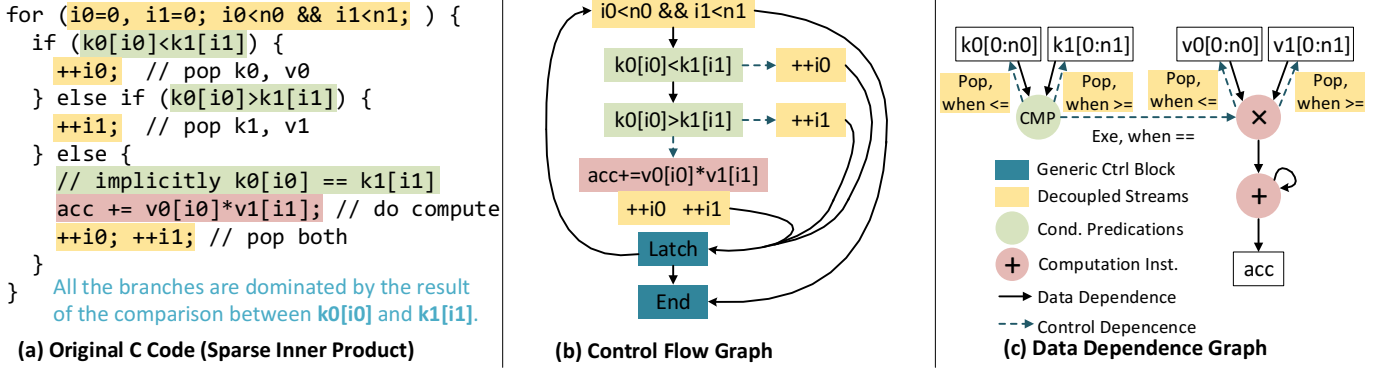 for (i0=0, i1=0; i0<n0 && i1<n1; ) {
if (k0[i0]<k1[i1]) {
++i0; // pop k0, v0
} else if (k0[i0]>k1[i1]) {
++i1; // pop k1, v1
} else {
// implicitly k0[i0] == k1[i1]
acc += v0[i0]*v1[i1]; // do compute
++i0; ++i1; // pop both
}
}
All the branches are dominated by the result
of the comparison between k0[i0] and k1[i1].
(a) Original C Code (Sparse Inner Product)
i0<n0 && i1<n1
k0[i0]<k1[i1]
++i0
k0[i0]>k1[i1]
++i1
acc+=v0[i0]*v1[i1]
++i0 ++i1
Latch
End
(b) Control Flow Graph
k0[0:n0] k1[0:n1] v0[0:n0] v1[0:n1]
Pop,
when <=
Pop,
when >=
Pop,
when <=
Pop,
when >=
CMP
×
Exe, when ==
+
acc
Generic Ctrl Block
Decoupled Streams
Cond. Predications
+ Computation Inst.
Data Dependence
Control Depencence
(c) Data Dependence Graph